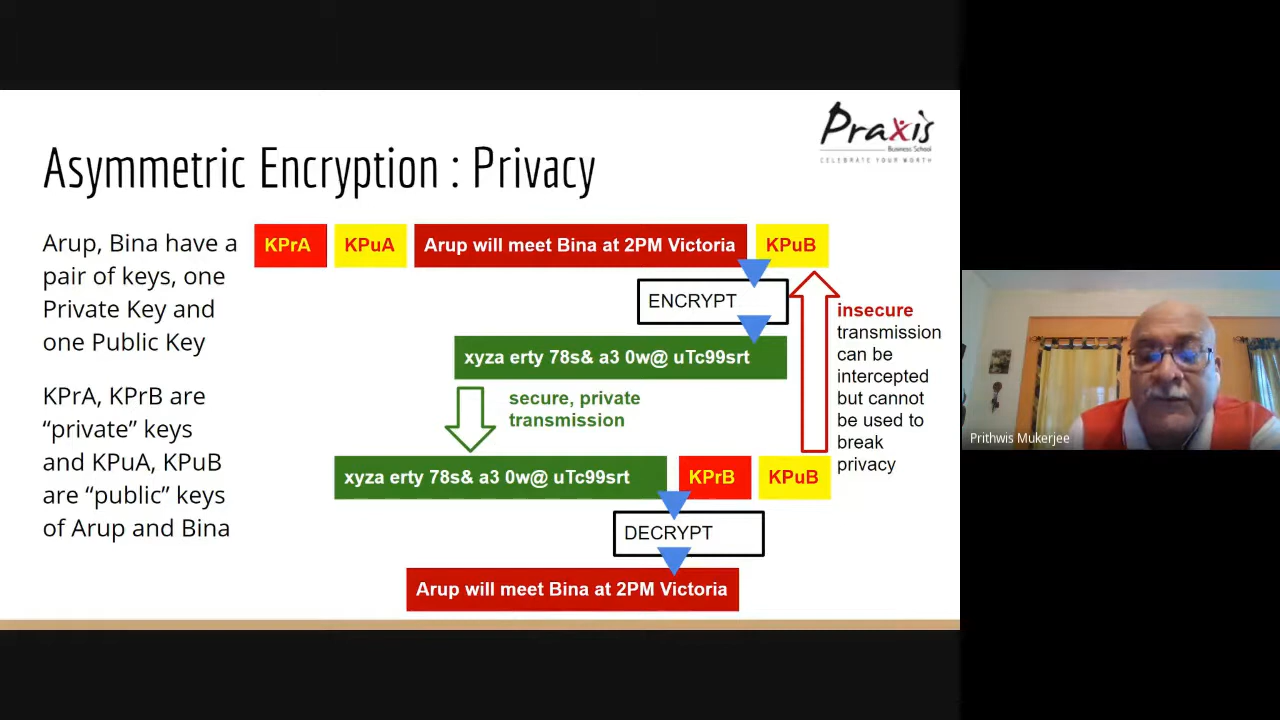 Praxis
Business School
CELEBRATE YOUR WORTH
Asymmetric Encryption : Privacy
Arup, Bina have a
pair of keys, one
Private Key and
one Public Key
KPrA, KPrB are
“private” keys
and KPuA, KPuB
are “public” keys
of Arup and Bina
KPrA KPuA Arup will meet Bina at 2PM Victoria KPuB
ENCRYPT
xyza erty 78s& a3 0w@ uTc99srt
secure, private
transmission
insecure
transmission
can be
intercepted
but cannot
be used to
break
privacy
xyza erty 78s& a3 0w@ uTc99srt KPrB KPuB
DECRYPT
Arup will meet Bina at 2PM Victoria
Prithwis Mukerjee